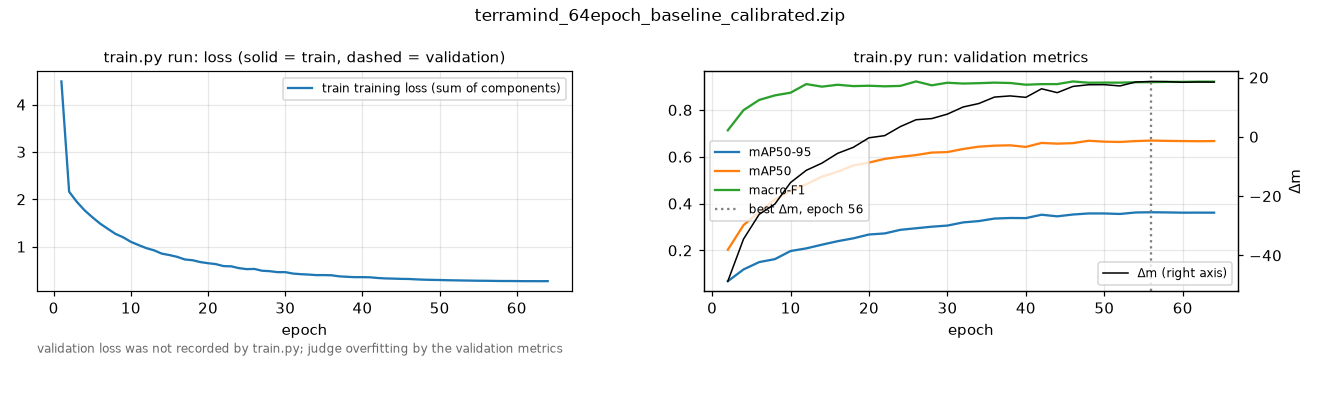 terramind_64epoch_baseline_calibrated.zip
train.py run: loss (solid = train, dashed = validation)
train training loss (sum of components)
4
3
2
1
0 10 20 30 40 50 60
epoch
validation loss was not recorded by train.py; judge overfitting by the validation metrics
train.py run: validation metrics
0.8
0.6
0.4
0.2
mAP50-95
mAP50
macro-F1
best Δm, epoch 56
Δm (right axis)
20
0
−20
−40
Δm
0 10 20 30 40 50 60
epoch